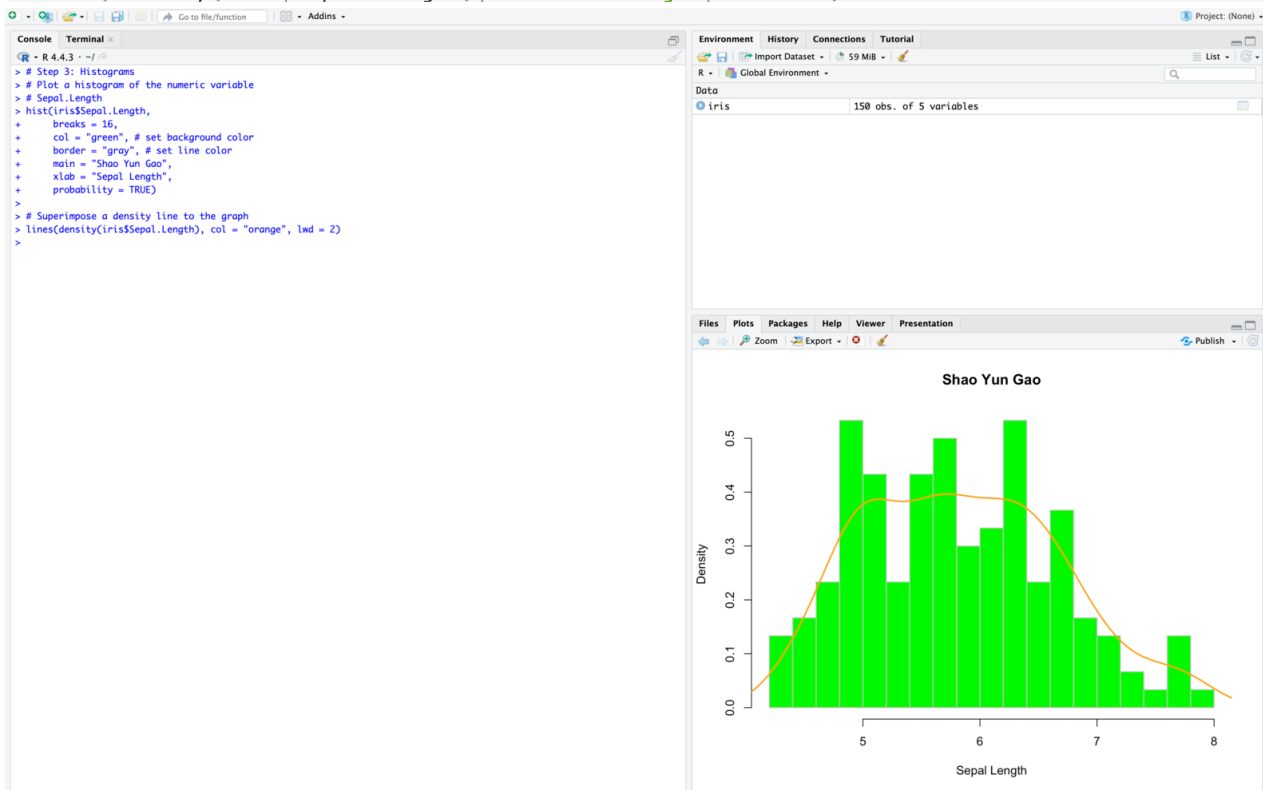 Go to file/function
Addins
Project: (None)
Console Terminal
R 4.4.3 · ~/
> # Step 3: Histograms
> # Plot a histogram of the numeric variable
> # Sepal.Length
> hist(iris$Sepal.Length,
+ breaks = 16,
+ col = "green", # set background color
+ border = "gray", # set line color
+ main = "Shao Yun Gao",
+ xlab = "Sepal Length",
+ probability = TRUE)
>
> # Superimpose a density line to the graph
> lines(density(iris$Sepal.Length), col = "orange", lwd = 2)
>
Environment History Connections Tutorial
Import Dataset 59 MiB List
R Global Environment
Data
iris 150 obs. of 5 variables
Files Plots Packages Help Viewer Presentation
Zoom Export Publish
Shao Yun Gao
Density
0.5
0.4
0.3
0.2
0.1
0.0
5 6 7 8
Sepal Length